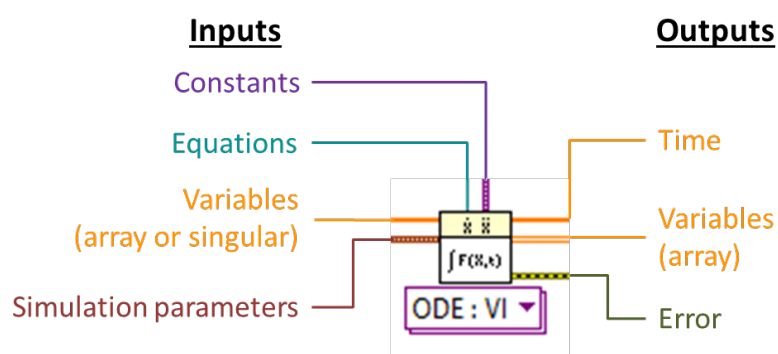 Inputs
Outputs
Constants
Equations
Time
Variables
(array or singular)
Variables
(array)
Simulation parameters
Error
ẋ ẍ
∫F(X,t)
ODE : VI